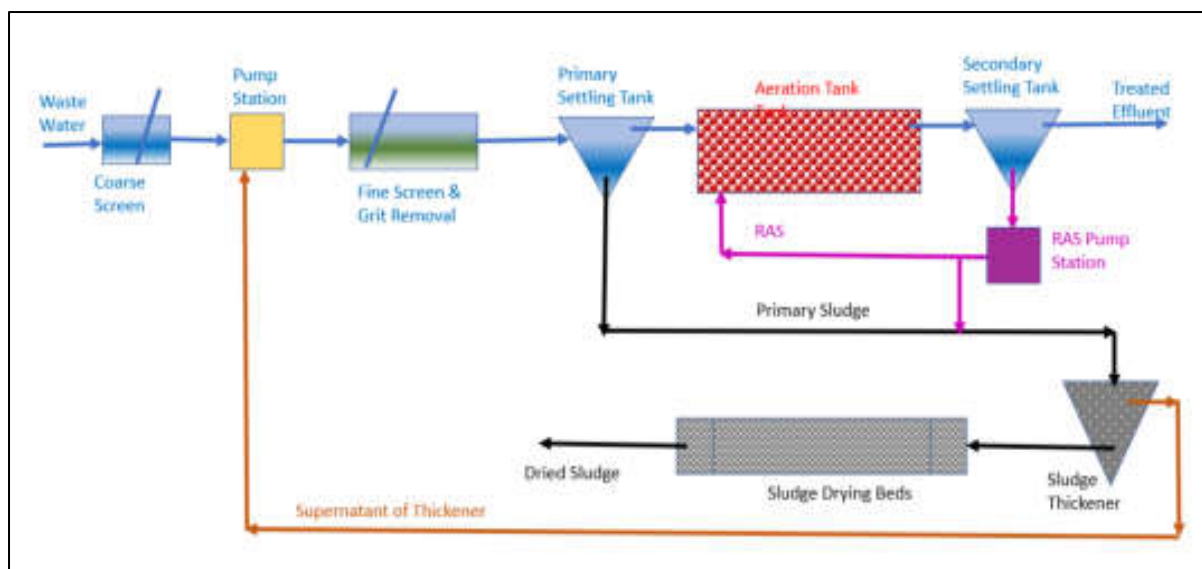 Waste
Water
Coarse
Screen
Pump
Station
Fine Screen &
Grit Removal
Primary
Settling Tank
Aeration Tank
Secondary
Settling Tank
Treated
Effluent
RAS
RAS Pump
Station
Primary Sludge
Sludge
Thickener
Sludge Drying Beds
Dried Sludge
Supernatant of Thickener